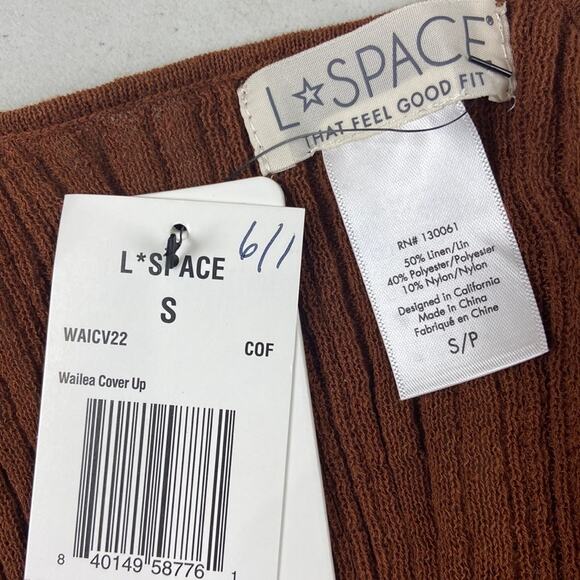 L☆SPACE®
THAT FEEL GOOD FIT
RN# 130061
50% Linen/Lin
40% Polyester/Polyester
10% Nylon/Nylon
Designed in California
Made in China
Fabriqué en Chine
S/P
6/1
L*SPACE
S
WAICV22 COF
Wailea Cover Up
8 40149 58776 1